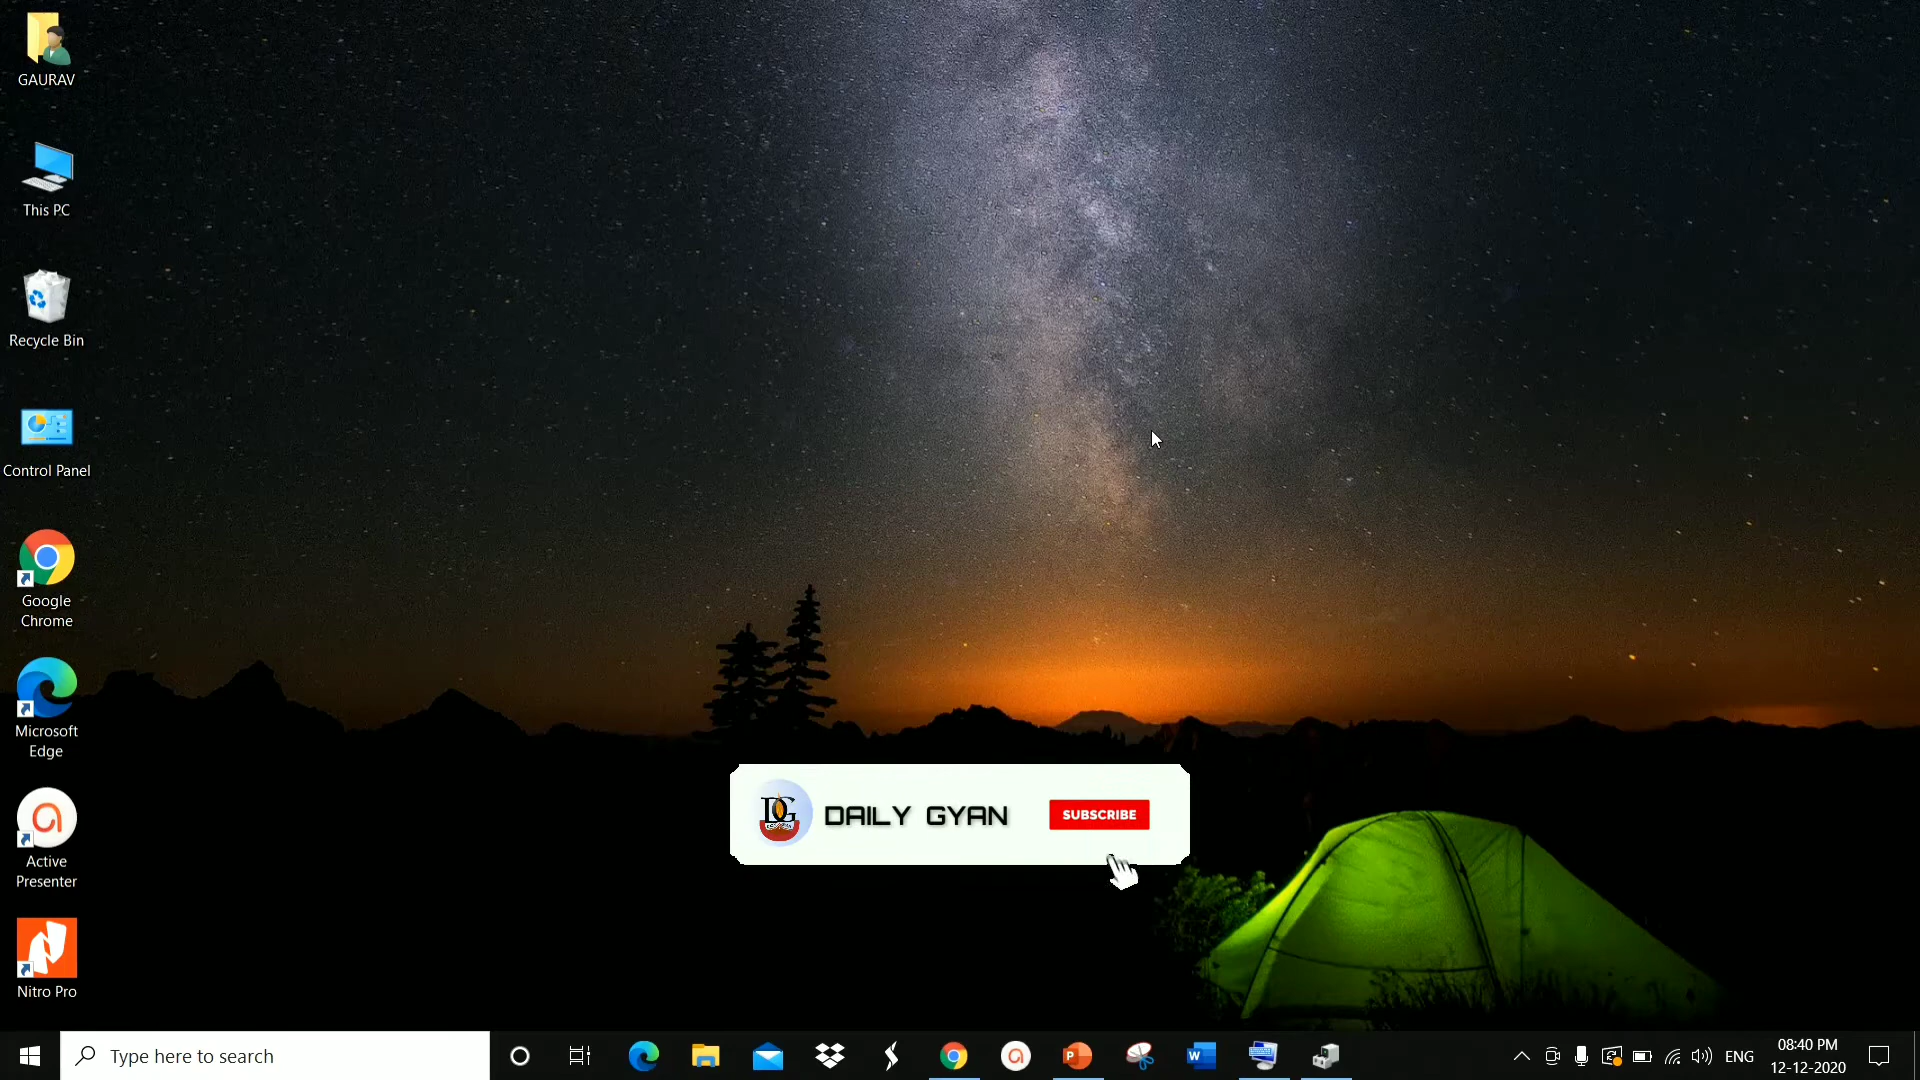 GAURAV
This PC
Recycle Bin
Control Panel
Google
Chrome
Microsoft
Edge
Active
Presenter
Nitro Pro
DG
DAILY GYAN
SUBSCRIBE
Type here to search
ENG
08:40 PM
12-12-2020